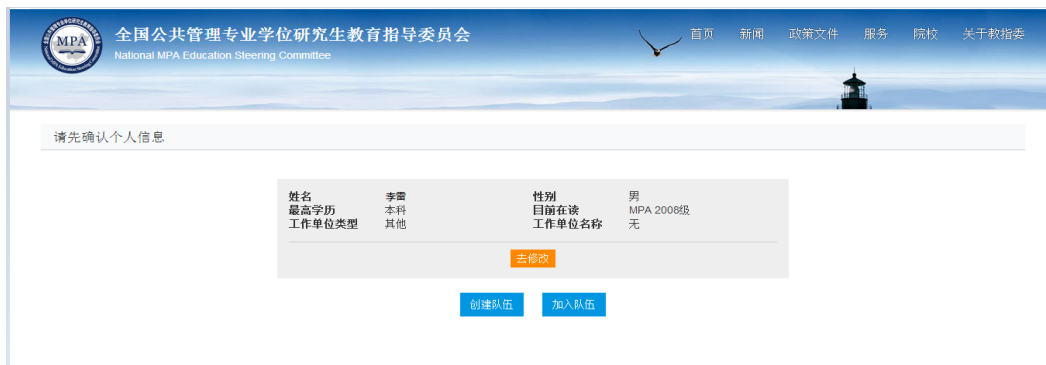 MPA
全国公共管理专业学位研究生教育指导委员会
National MPA Education Steering Committee
首页 新闻 政策文件 服务 院校 关于教指委
请先确认个人信息
姓名 李雷 性别 男
最高学历 本科 目前在读 MPA 2008级
工作单位类型 其他 工作单位名称 无
去修改
创建队伍 加入队伍